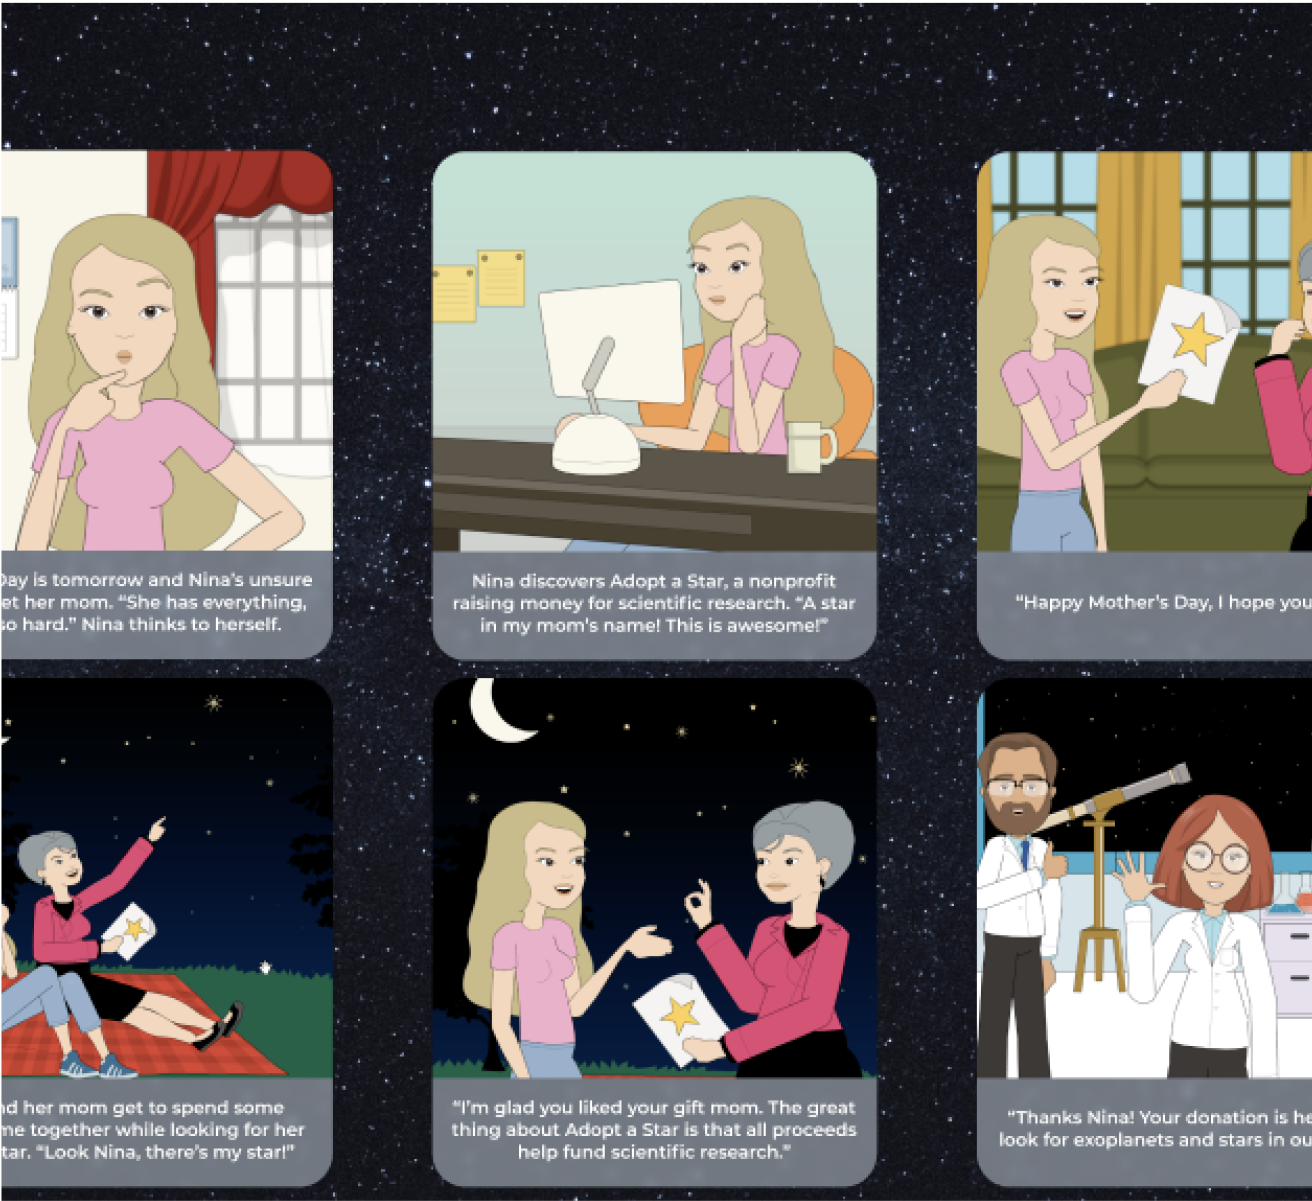 Day is tomorrow and Nina's unsure
et her mom. "She has everything,
so hard." Nina thinks to herself.
Nina discovers Adopt a Star, a nonprofit
raising money for scientific research. "A star
in my mom's name! This is awesome!"
"Happy Mother's Day, I hope you
nd her mom get to spend some
me together while looking for her
tar. "Look Nina, there's my star!"
"I'm glad you liked your gift mom. The great
thing about Adopt a Star is that all proceeds
help fund scientific research."
"Thanks Nina! Your donation is he
look for exoplanets and stars in ou